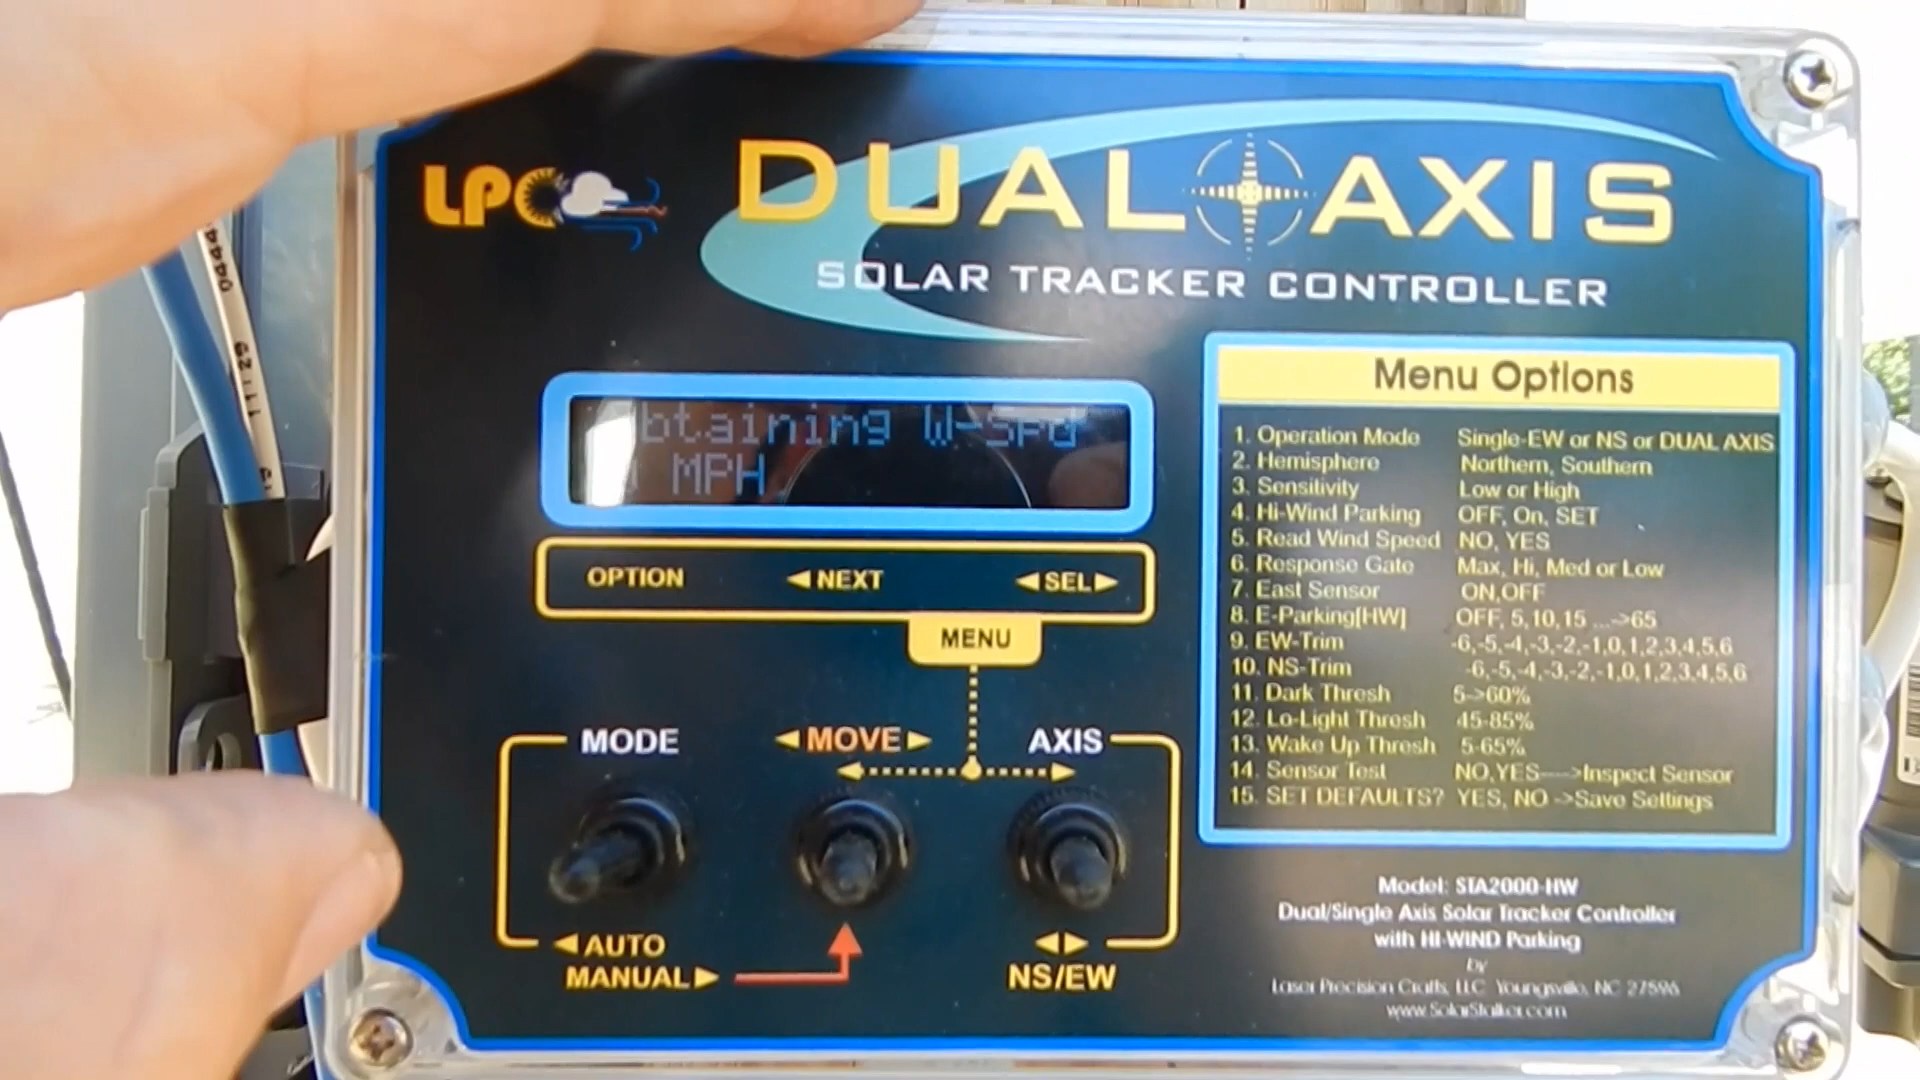 LPC
DUAL AXIS
SOLAR TRACKER CONTROLLER
btaining W-Spd
MPH
OPTION ◄NEXT ◄SEL►
MENU
MODE ◄MOVE► AXIS
◄AUTO
MANUAL►
◄►
NS/EW
Menu Options
1. Operation Mode Single-EW or NS or DUAL AXIS
2. Hemisphere Northern, Southern
3. Sensitivity Low or High
4. Hi-Wind Parking OFF, On, SET
5. Read Wind Speed NO, YES
6. Response Gate Max, Hi, Med or Low
7. East Sensor ON,OFF
8. E-Parking[HW] OFF, 5,10,15 ...->65
9. EW-Trim -6,-5,-4,-3,-2,-1,0,1,2,3,4,5,6
10. NS-Trim -6,-5,-4,-3,-2,-1,0,1,2,3,4,5,6
11. Dark Thresh 5->60%
12. Lo-Light Thresh 45-85%
13. Wake Up Thresh 5-65%
14. Sensor Test NO,YES---->Inspect Sensor
15. SET DEFAULTS? YES, NO ->Save Settings
Model: STA2000-HW
Dual/Single Axis Solar Tracker Controller
with HI-WIND Parking
by
Laser Precision Crafts, LLC Youngsville, NC 27596
www.SolarStalker.com